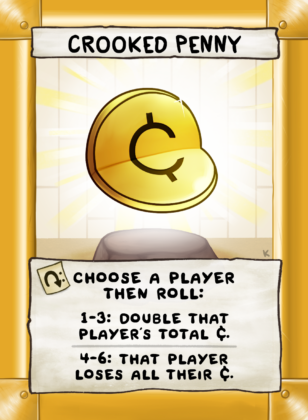 CROOKED PENNY
¢
CHOOSE A PLAYER
THEN ROLL:
1-3: DOUBLE THAT
PLAYER'S TOTAL ¢.
4-6: THAT PLAYER
LOSES ALL THEIR ¢.